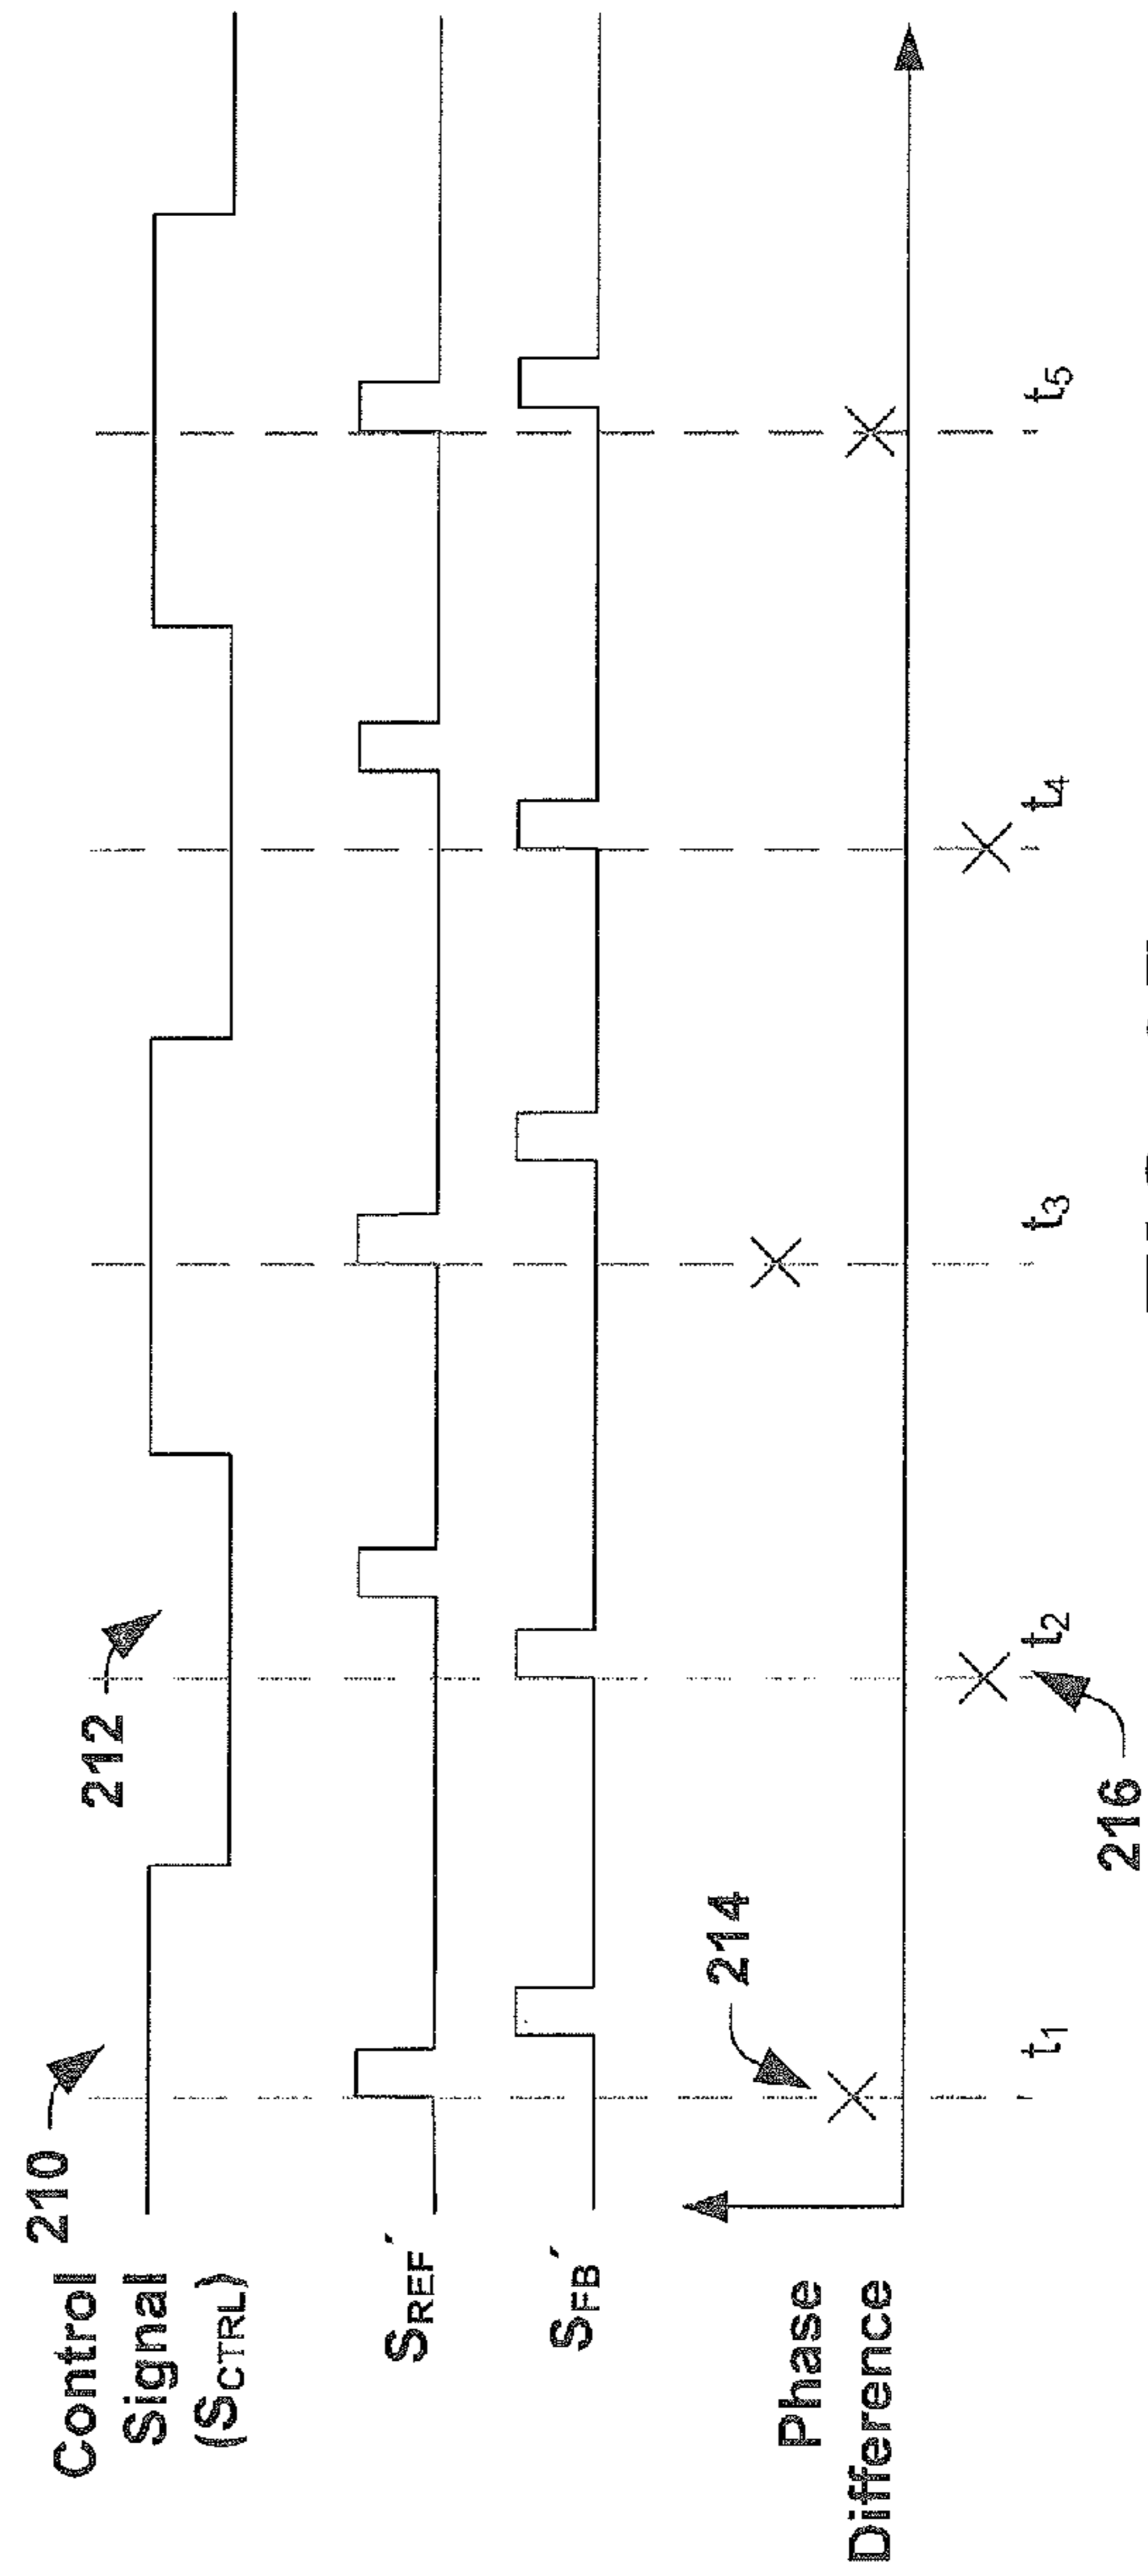 210
212
Control
Signal
(SCTRL)
SREF´
SFB´
214
Phase
Difference
t1
t2
t3
t4
t5
216